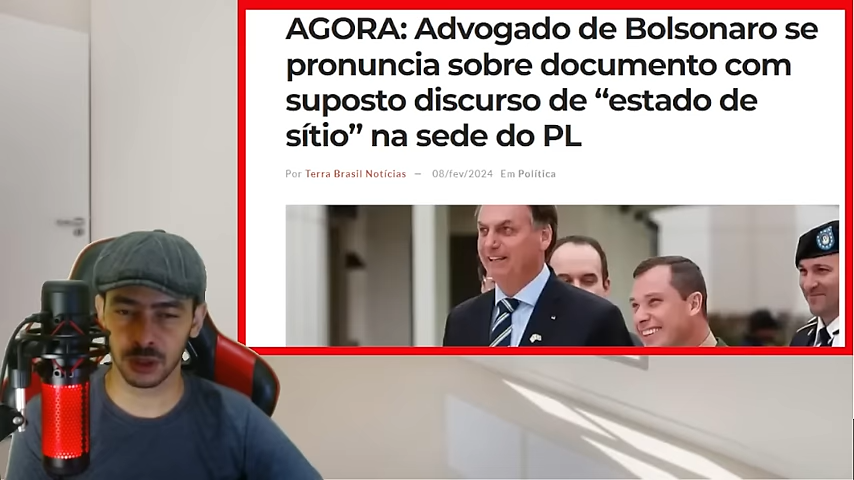 AGORA: Advogado de Bolsonaro se
pronuncia sobre documento com
suposto discurso de “estado de
sítio” na sede do PL
Por Terra Brasil Notícias — 08/fev/2024 Em Política